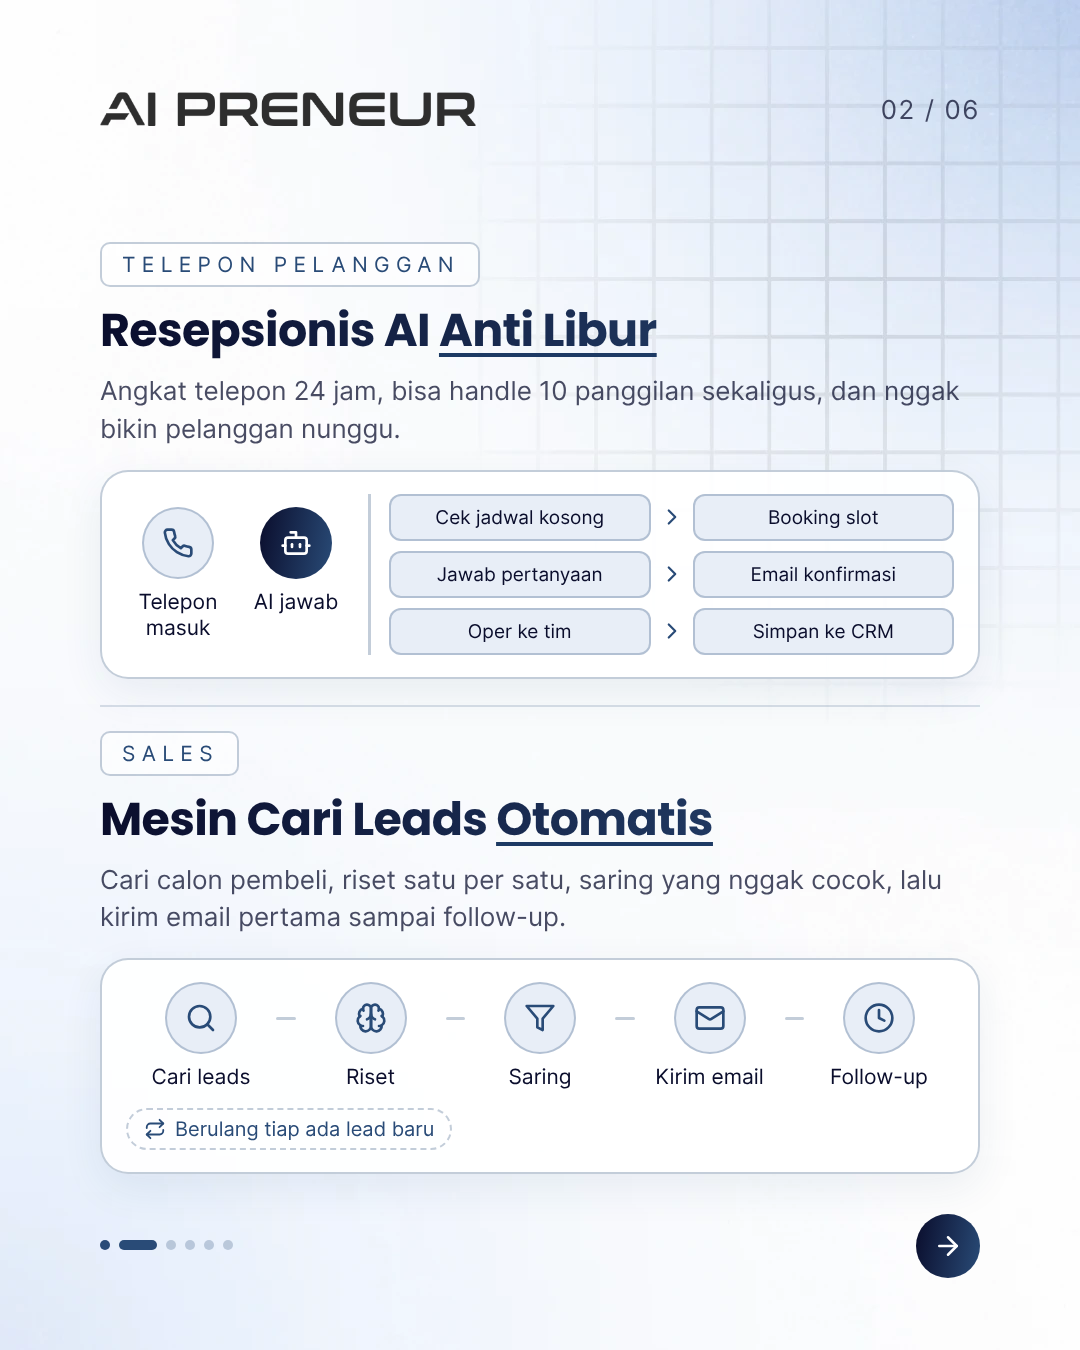 AI PRENEUR
02 / 06
TELEPON PELANGGAN
Resepsionis AI Anti Libur
Angkat telepon 24 jam, bisa handle 10 panggilan sekaligus, dan nggak
bikin pelanggan nunggu.
Telepon
masuk
AI jawab
Cek jadwal kosong
Booking slot
Jawab pertanyaan
Email konfirmasi
Oper ke tim
Simpan ke CRM
SALES
Mesin Cari Leads Otomatis
Cari calon pembeli, riset satu per satu, saring yang nggak cocok, lalu
kirim email pertama sampai follow-up.
Cari leads
Riset
Saring
Kirim email
Follow-up
Berulang tiap ada lead baru